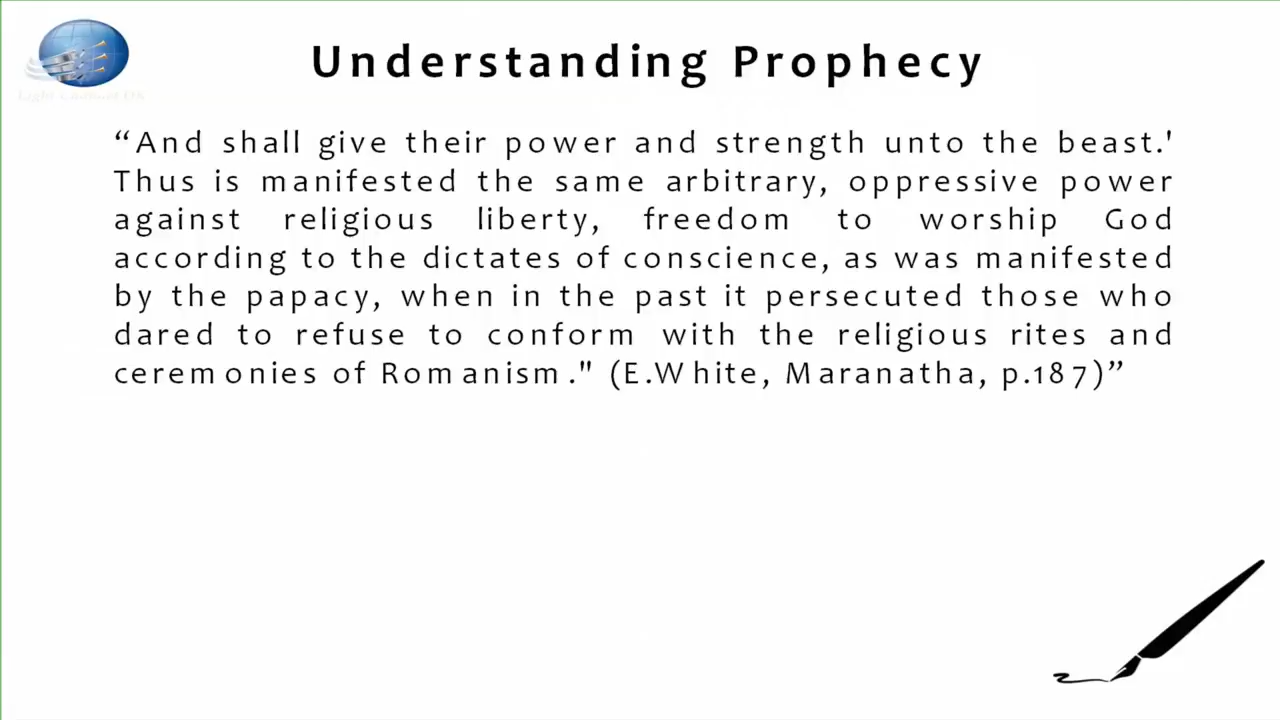 Understanding Prophecy
“And shall give their power and strength unto the beast.'
Thus is manifested the same arbitrary, oppressive power
against religious liberty, freedom to worship God
according to the dictates of conscience, as was manifested
by the papacy, when in the past it persecuted those who
dared to refuse to conform with the religious rites and
ceremonies of Romanism." (E.White, Maranatha, p.187)”